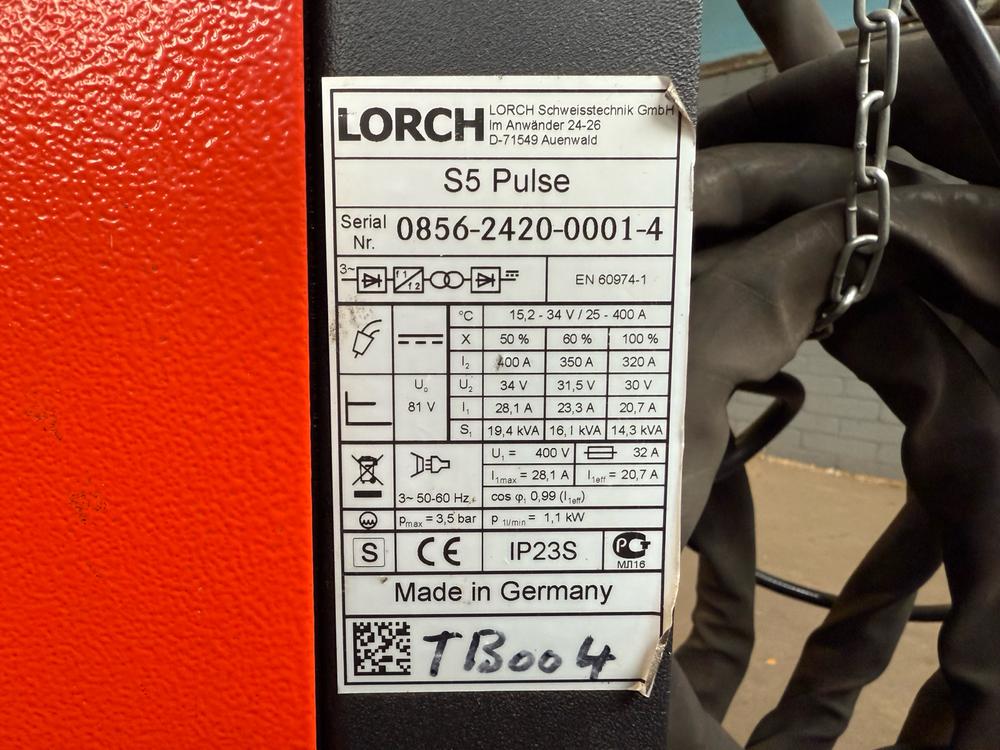 LORCH
LORCH Schweisstechnik GmbH
Im Anwänder 24-26
D-71549 Auenwald
S5 Pulse
Serial Nr. 0856-2420-0001-4
3~ f1 f2 EN 60974-1
°C 15,2 - 34 V / 25 - 400 A
X 50 % 60 % 100 %
I2 400 A 350 A 320 A
U0 U2 34 V 31,5 V 30 V
81 V I1 28,1 A 23,3 A 20,7 A
S1 19,4 kVA 16,1 kVA 14,3 kVA
U1 = 400 V 32 A
I1max = 28,1 A I1eff = 20,7 A
3~ 50-60 Hz cos φ 0,99 (I1eff)
pmax = 3,5 bar p 1l/min = 1,1 kW
S CE IP23S РСТ
МЛ16
Made in Germany
TB004